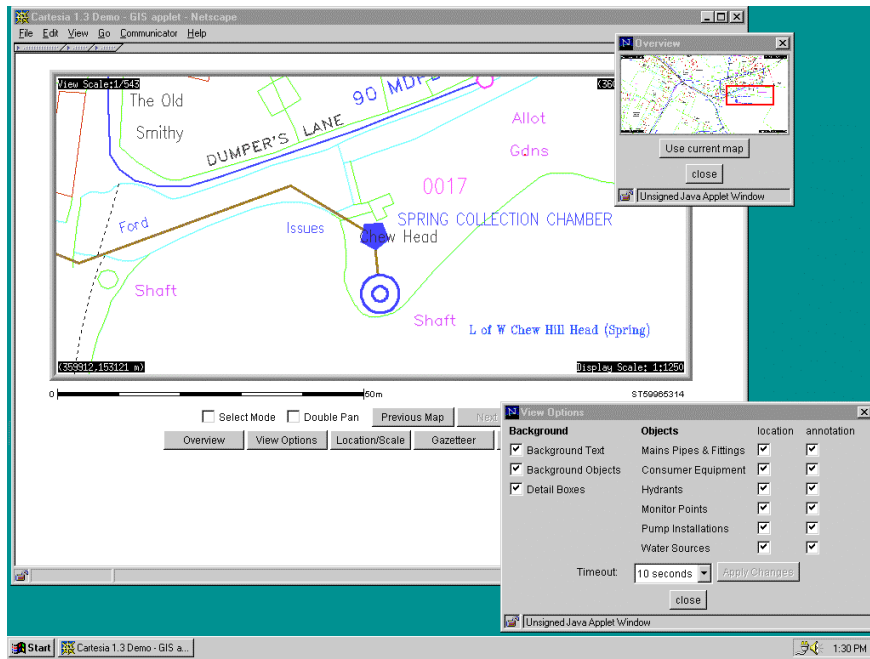 Cartesia 1.3 Demo - GIS applet - Netscape
File Edit View Go Communicator Help
View Scale:1/543
The Old
Smithy
DUMPER'S LANE
90 MDPE
Allot
Gdns
0017
Ford
Issues
SPRING COLLECTION CHAMBER
Chew Head
Shaft
Shaft
L of W Chew Hill Head (Spring)
(359912,153121 m)
Display Scale: 1:1250
0
50m
ST59965314
Select Mode
Double Pan
Previous Map
Next
Overview
View Options
Location/Scale
Gazetteer
Overview
Use current map
close
Unsigned Java Applet Window
View Options
Background Objects location annotation
Background Text Mains Pipes & Fittings
Background Objects Consumer Equipment
Detail Boxes Hydrants
Monitor Points
Pump Installations
Water Sources
Timeout: 10 seconds Apply Changes
close
Unsigned Java Applet Window
Start Cartesia 1.3 Demo - GIS a... 1:30 PM